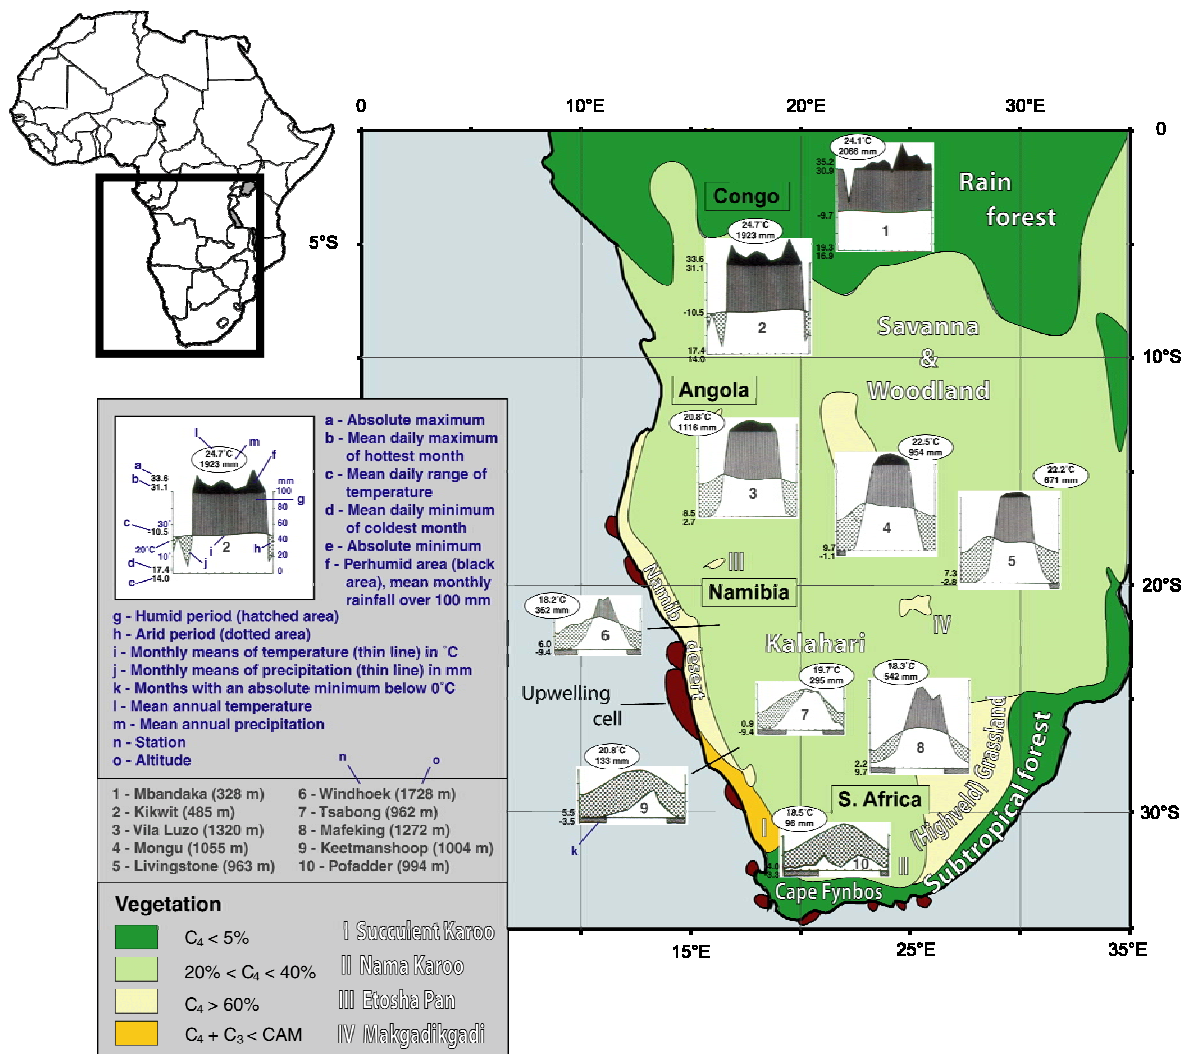 0
10°E
20°E
30°E
0
5°S
10°S
20°S
30°S
15°E
25°E
35°E
Congo
Rain
forest
24.1°C
2066 mm
35.2
30.9
-9.7
19.3
16.9
1
24.7°C
1923 mm
33.6
31.1
-10.5
17.4
14.0
2
Savanna
&
Woodland
Angola
20.8°C
1116 mm
8.5
2.7
3
22.5°C
954 mm
9.7
-1.1
4
22.2°C
671 mm
7.3
-2.8
5
III
Namibia
IV
Namib
desert
Kalahari
18.2°C
362 mm
6.0
-9.4
6
Upwelling
cell
19.7°C
295 mm
0.9
-9.4
7
18.3°C
542 mm
2.2
9.7
8
20.8°C
133 mm
5.5
-3.5
9
k
S. Africa
18.5°C
96 mm
10
I
II
(Highveld) Grassland
Subtropical forest
Cape Fynbos
l
24.7°C
m
1923 mm
f
a
33.6
b
31.1
mm
100
g
80
60
c
30°
-10.5
40
20°C
10°
20
j
2
h
d
17.4
0
e
14.0
a - Absolute maximum
b - Mean daily maximum
of hottest month
c - Mean daily range of
temperature
d - Mean daily minimum
of coldest month
e - Absolute minimum
f - Perhumid area (black
area), mean monthly
rainfall over 100 mm
g - Humid period (hatched area)
h - Arid period (dotted area)
i - Monthly means of temperature (thin line) in °C
j - Monthly means of precipitation (thin line) in mm
k - Months with an absolute minimum below 0°C
l - Mean annual temperature
m - Mean annual precipitation
n - Station
o - Altitude
n
o
1 - Mbandaka (328 m)
2 - Kikwit (485 m)
3 - Vila Luzo (1320 m)
4 - Mongu (1055 m)
5 - Livingstone (963 m)
6 - Windhoek (1728 m)
7 - Tsabong (962 m)
8 - Mafeking (1272 m)
9 - Keetmanshoop (1004 m)
10 - Pofadder (994 m)
Vegetation
C₄ < 5%
20% < C₄ < 40%
C₄ > 60%
C₄ + C₃ < CAM
I Succulent Karoo
II Nama Karoo
III Etosha Pan
IV Makgadikgadi